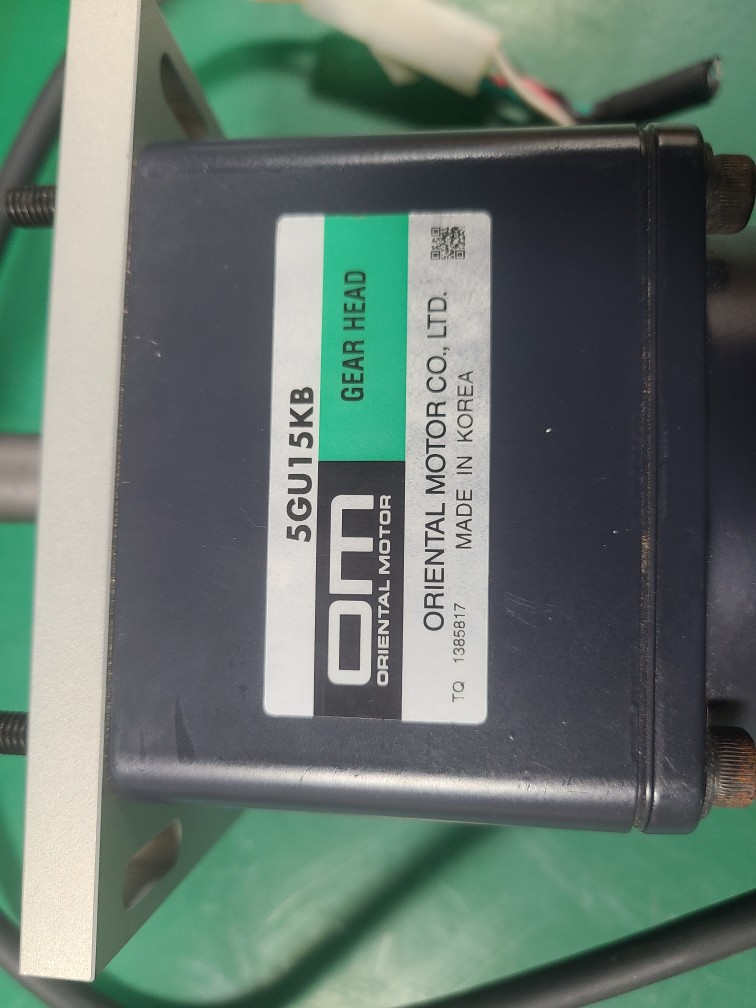 5GU15KB
om
ORIENTAL MOTOR
GEAR HEAD
ORIENTAL MOTOR CO., LTD.
TQ 1385817 MADE IN KOREA